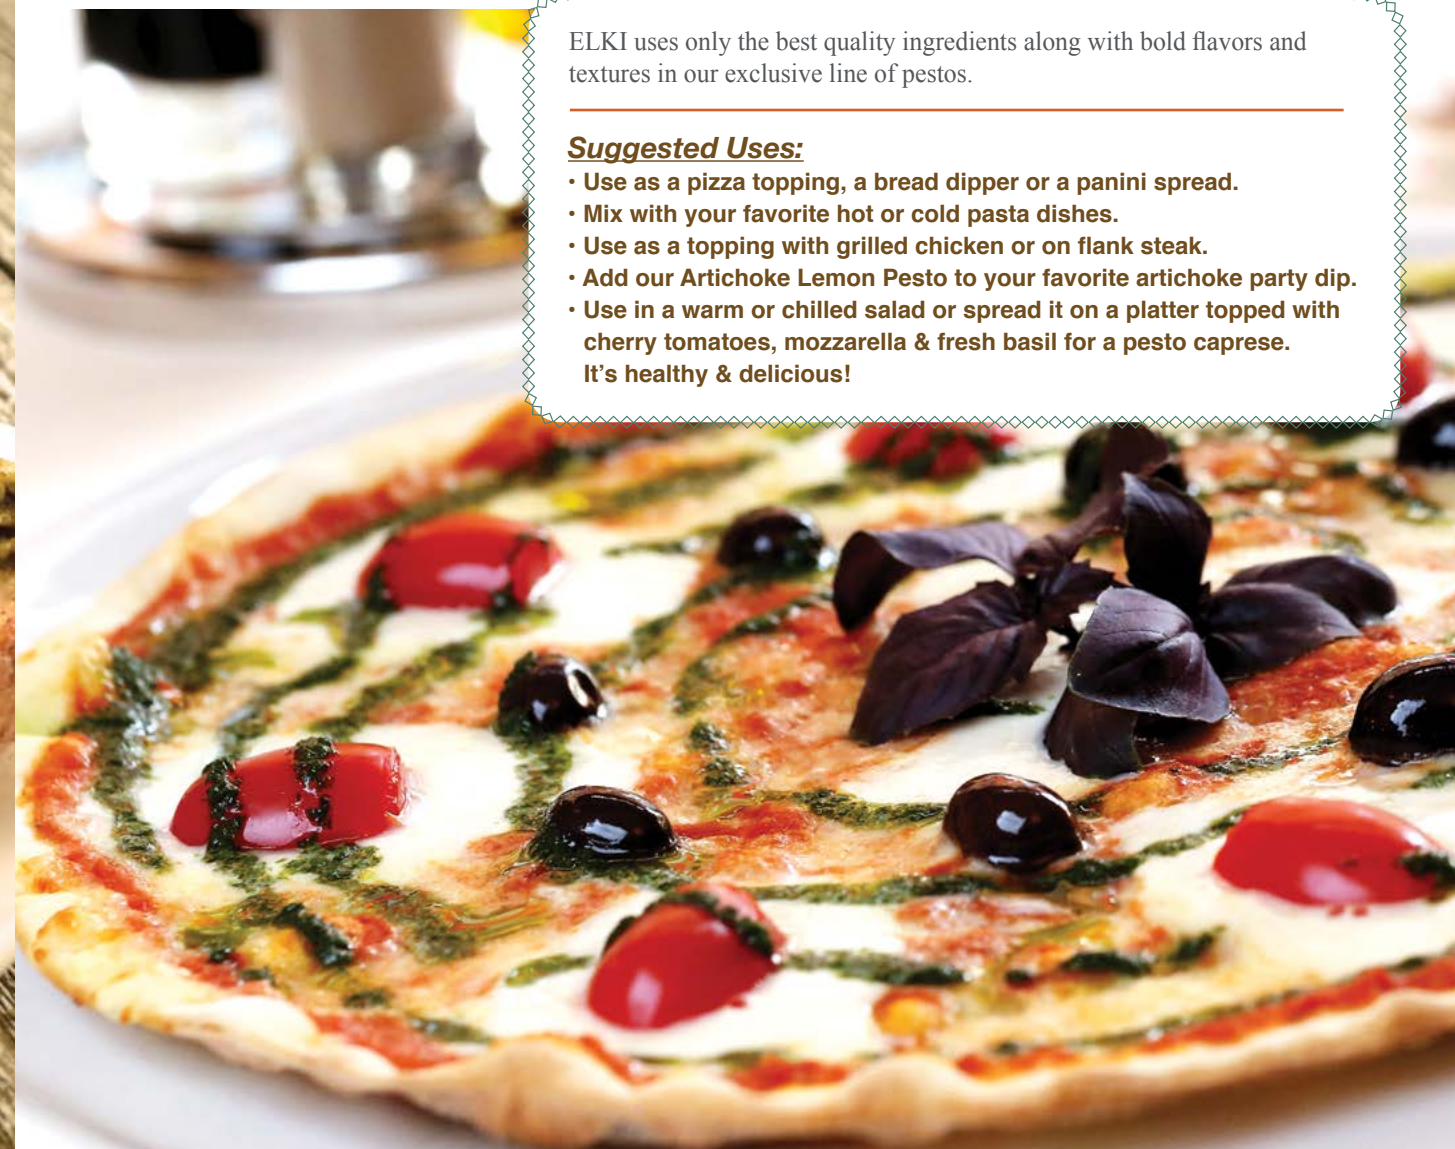 ELKI uses only the best quality ingredients along with bold flavors and
textures in our exclusive line of pestos.
Suggested Uses:
• Use as a pizza topping, a bread dipper or a panini spread.
• Mix with your favorite hot or cold pasta dishes.
• Use as a topping with grilled chicken or on flank steak.
• Add our Artichoke Lemon Pesto to your favorite artichoke party dip.
• Use in a warm or chilled salad or spread it on a platter topped with
cherry tomatoes, mozzarella & fresh basil for a pesto caprese.
It’s healthy & delicious!